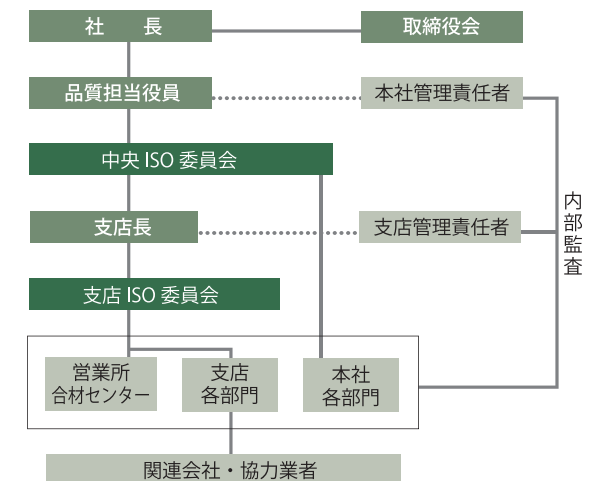 社　　長
取締役会
品質担当役員
本社管理責任者
中央 ISO 委員会
支店長
支店管理責任者
内部監査
支店 ISO 委員会
営業所
合材センター
支店
各部門
本社
各部門
関連会社・協力業者